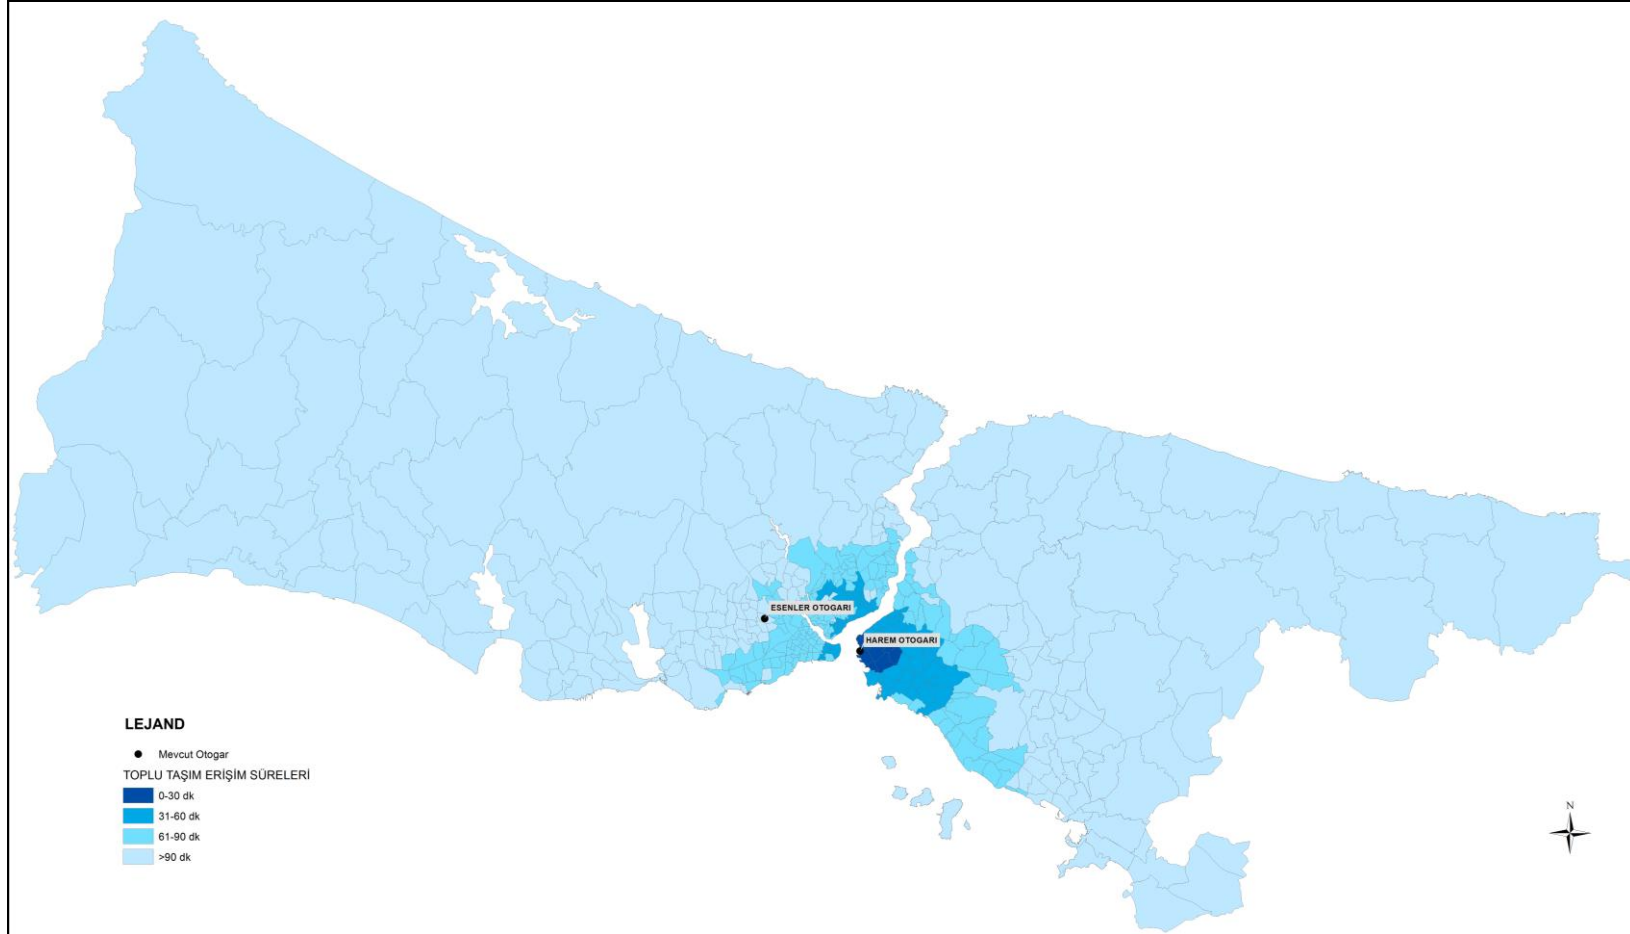 ESENLER OTOGARI
HAREM OTOGARI
LEJAND
Mevcut Otogar
TOPLU TAŞIM ERİŞİM SÜRELERİ
0-30 dk
31-60 dk
61-90 dk
>90 dk
N